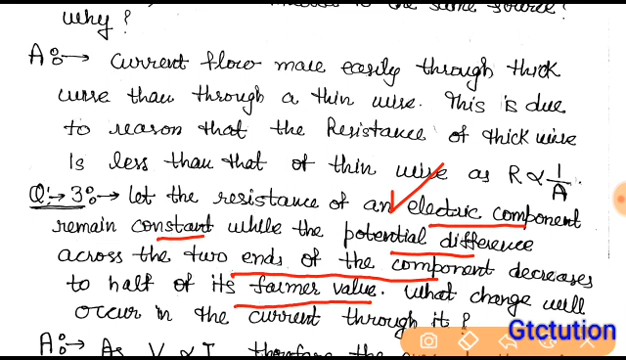 why?
A:→ Current flow more easily through thick
wire than through a thin wire. This is due
to reason that the Resistance of thick wire
Is less than that of thin wire as R ∝ 1/A.
Q:→3:→ Let the resistance of an electric component
remain constant while the potential difference
across the two ends of the component decreases
to half of its former value. What change will
occur in the current through it?
Gtctution
A:→ As V ∝ I, therefore the